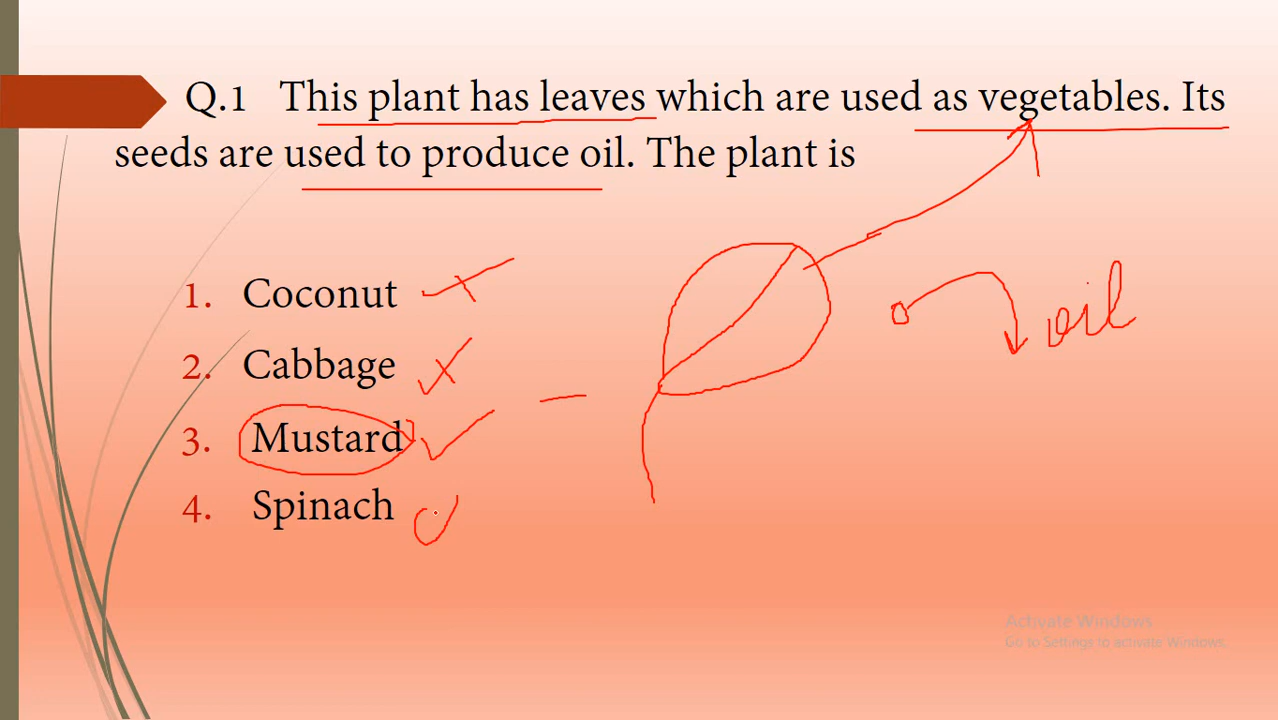 Q.1 This plant has leaves which are used as vegetables. Its
seeds are used to produce oil. The plant is
1. Coconut
2. Cabbage
3. Mustard
4. Spinach
oil
Activate Windows
Go to Settings to activate Windows.